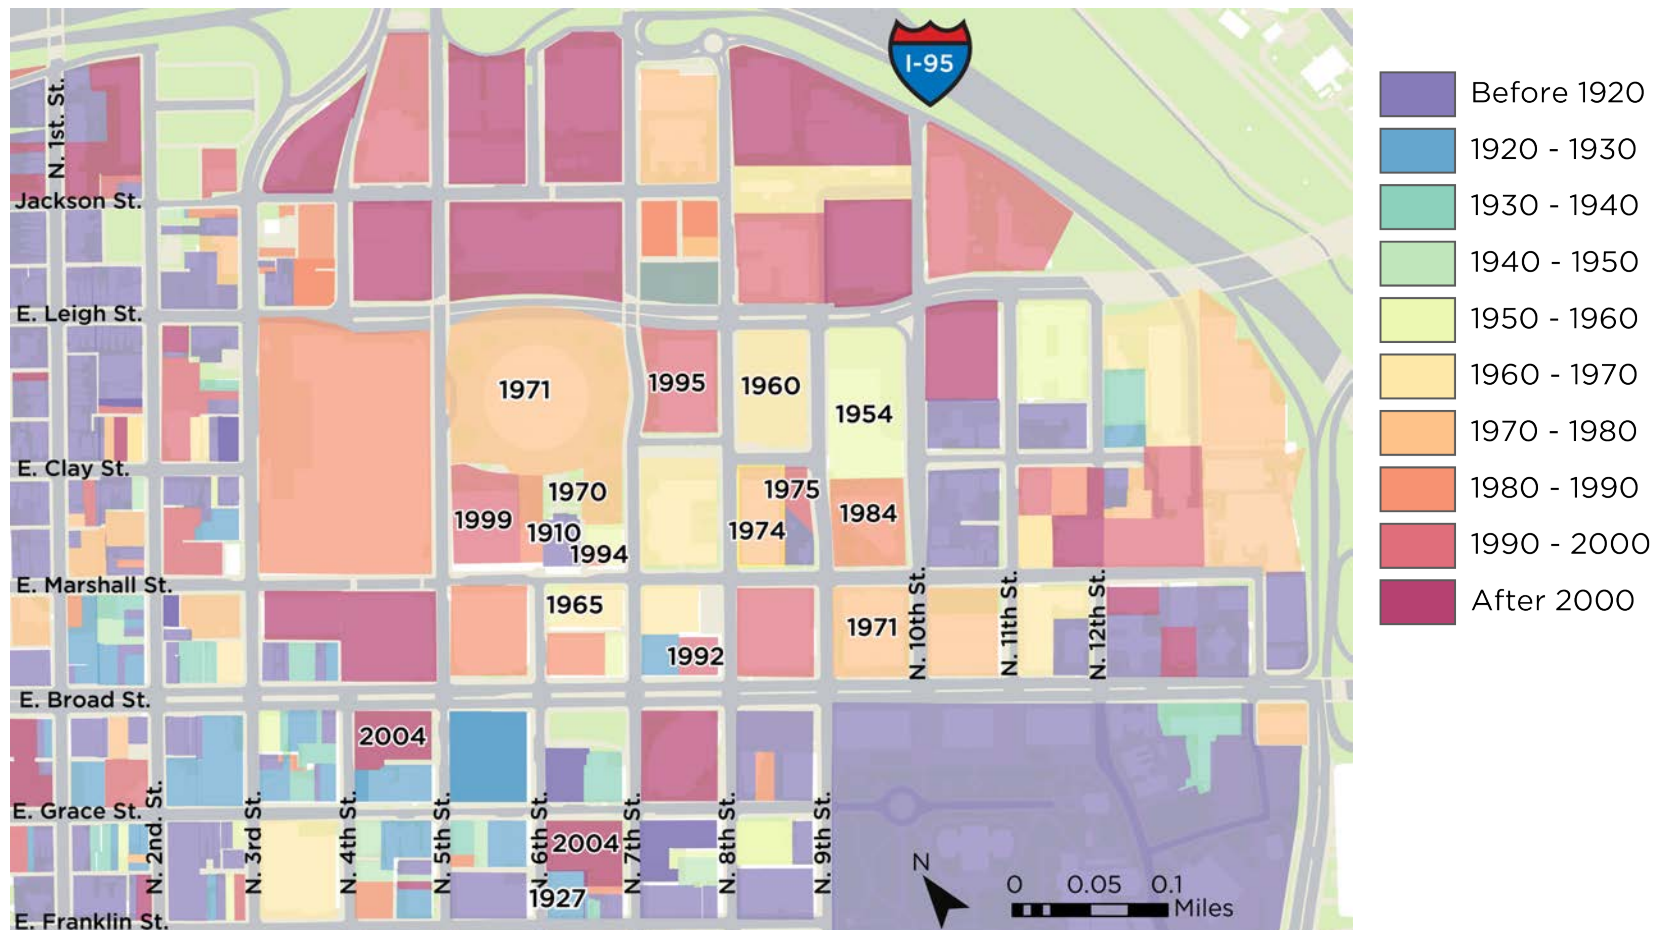 I-95
N. 1st. St.
Jackson St.
E. Leigh St.
1971
1995
1960
1954
E. Clay St.
1970
1975
1999
1910
1974
1984
1994
E. Marshall St.
N. 10th St.
N. 11th St.
N. 12th St.
1965
1971
1992
E. Broad St.
2004
E. Grace St.
N. 2nd. St.
N. 3rd St.
N. 4th St.
N. 5th St.
N. 6th St.
N. 7th St.
N. 8th St.
N. 9th St.
2004
1927
E. Franklin St.
N
0 0.05 0.1
Miles
Before 1920
1920 - 1930
1930 - 1940
1940 - 1950
1950 - 1960
1960 - 1970
1970 - 1980
1980 - 1990
1990 - 2000
After 2000